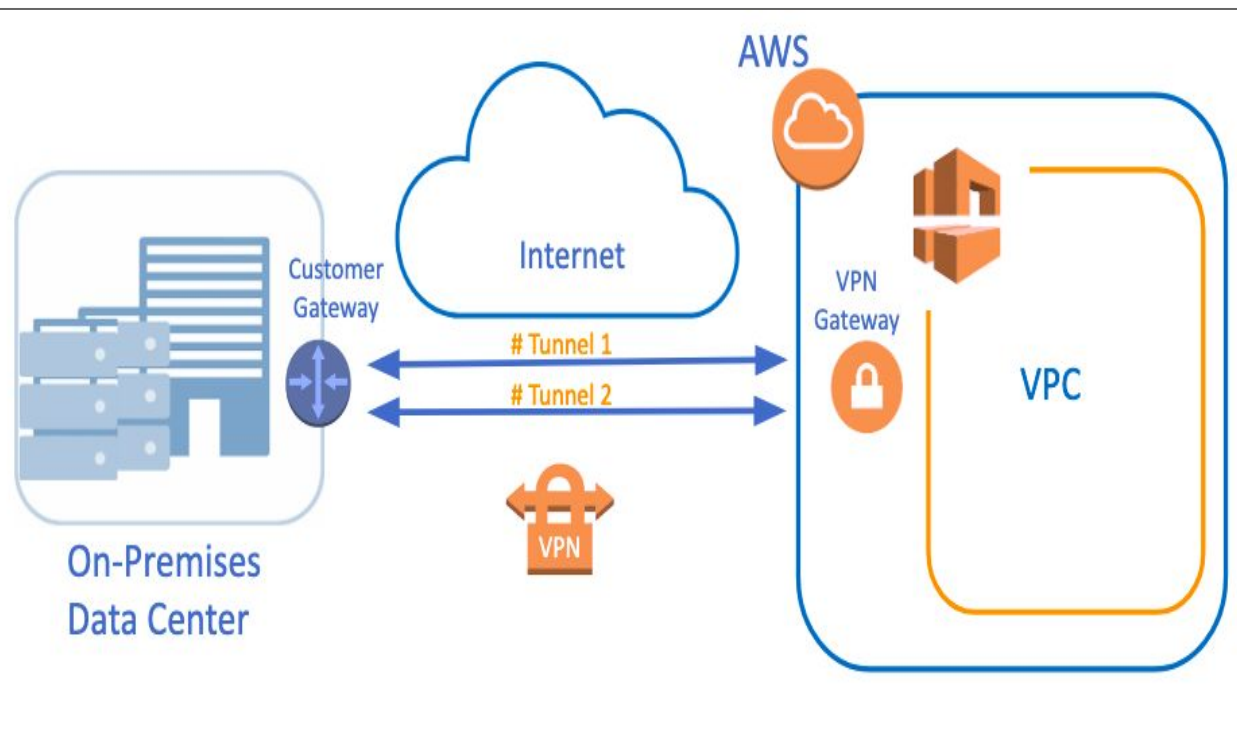 AWS
Internet
Customer
Gateway
VPN
Gateway
# Tunnel 1
# Tunnel 2
VPC
VPN
On-Premises
Data Center